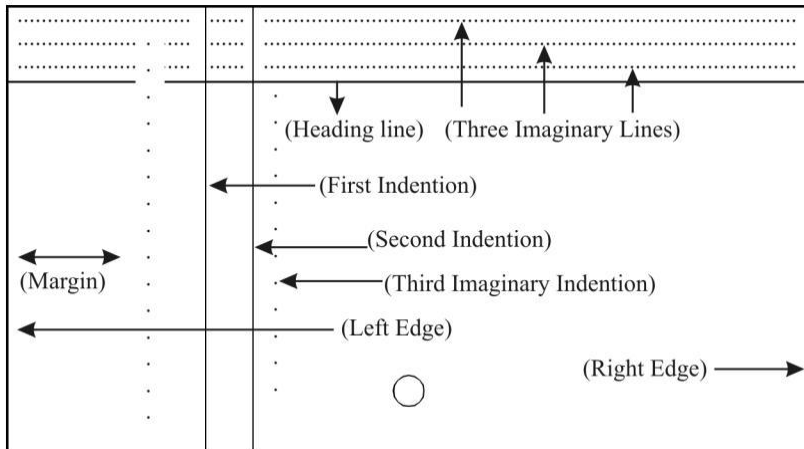 (Heading line) (Three Imaginary Lines)
(First Indention)
(Second Indention)
(Margin) (Third Imaginary Indention)
(Left Edge)
(Right Edge)